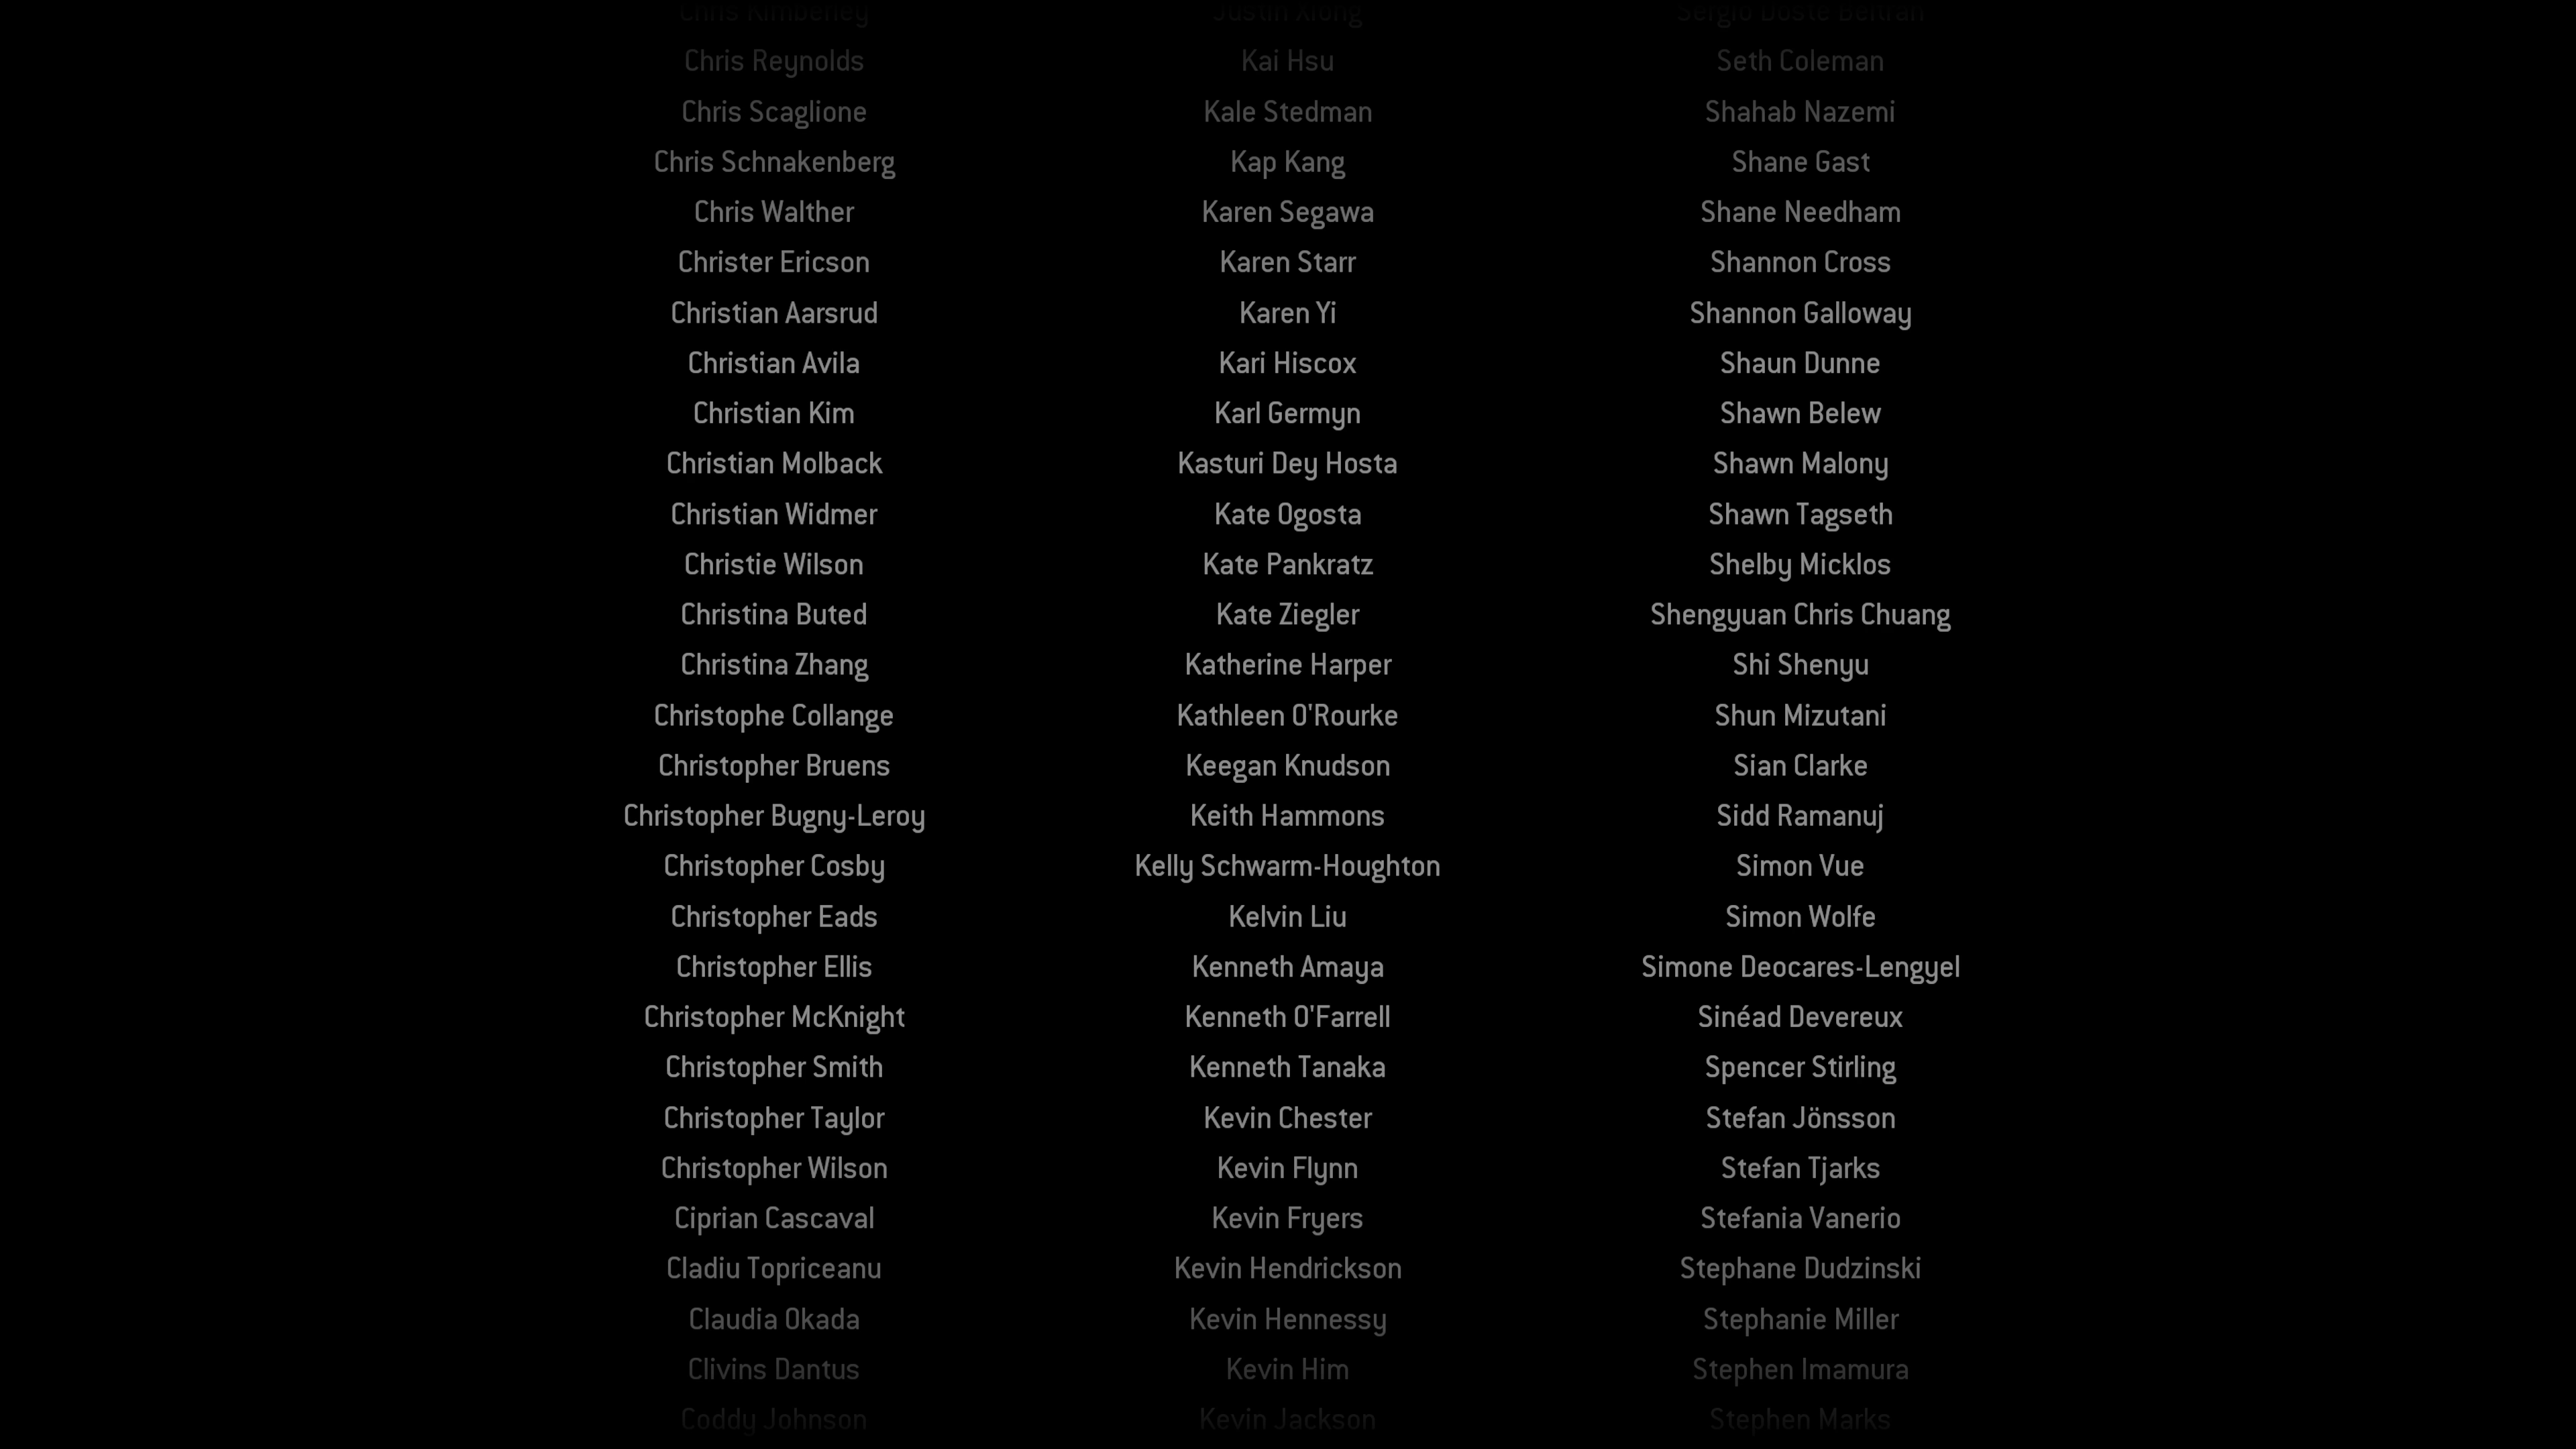 Chris Kimberley
Chris Reynolds
Chris Scaglione
Chris Schnakenberg
Chris Walther
Christer Ericson
Christian Aarsrud
Christian Avila
Christian Kim
Christian Molback
Christian Widmer
Christie Wilson
Christina Buted
Christina Zhang
Christophe Collange
Christopher Bruens
Christopher Bugny-Leroy
Christopher Cosby
Christopher Eads
Christopher Ellis
Christopher McKnight
Christopher Smith
Christopher Taylor
Christopher Wilson
Ciprian Cascaval
Cladiu Topriceanu
Claudia Okada
Clivins Dantus
Coddy Johnson
Justin Xiong
Kai Hsu
Kale Stedman
Kap Kang
Karen Segawa
Karen Starr
Karen Yi
Kari Hiscox
Karl Germyn
Kasturi Dey Hosta
Kate Ogosta
Kate Pankratz
Kate Ziegler
Katherine Harper
Kathleen O'Rourke
Keegan Knudson
Keith Hammons
Kelly Schwarm-Houghton
Kelvin Liu
Kenneth Amaya
Kenneth O'Farrell
Kenneth Tanaka
Kevin Chester
Kevin Flynn
Kevin Fryers
Kevin Hendrickson
Kevin Hennessy
Kevin Him
Kevin Jackson
Sergio Doste Beltran
Seth Coleman
Shahab Nazemi
Shane Gast
Shane Needham
Shannon Cross
Shannon Galloway
Shaun Dunne
Shawn Belew
Shawn Malony
Shawn Tagseth
Shelby Micklos
Shengyuan Chris Chuang
Shi Shenyu
Shun Mizutani
Sian Clarke
Sidd Ramanuj
Simon Vue
Simon Wolfe
Simone Deocares-Lengyel
Sinéad Devereux
Spencer Stirling
Stefan Jönsson
Stefan Tjarks
Stefania Vanerio
Stephane Dudzinski
Stephanie Miller
Stephen Imamura
Stephen Marks